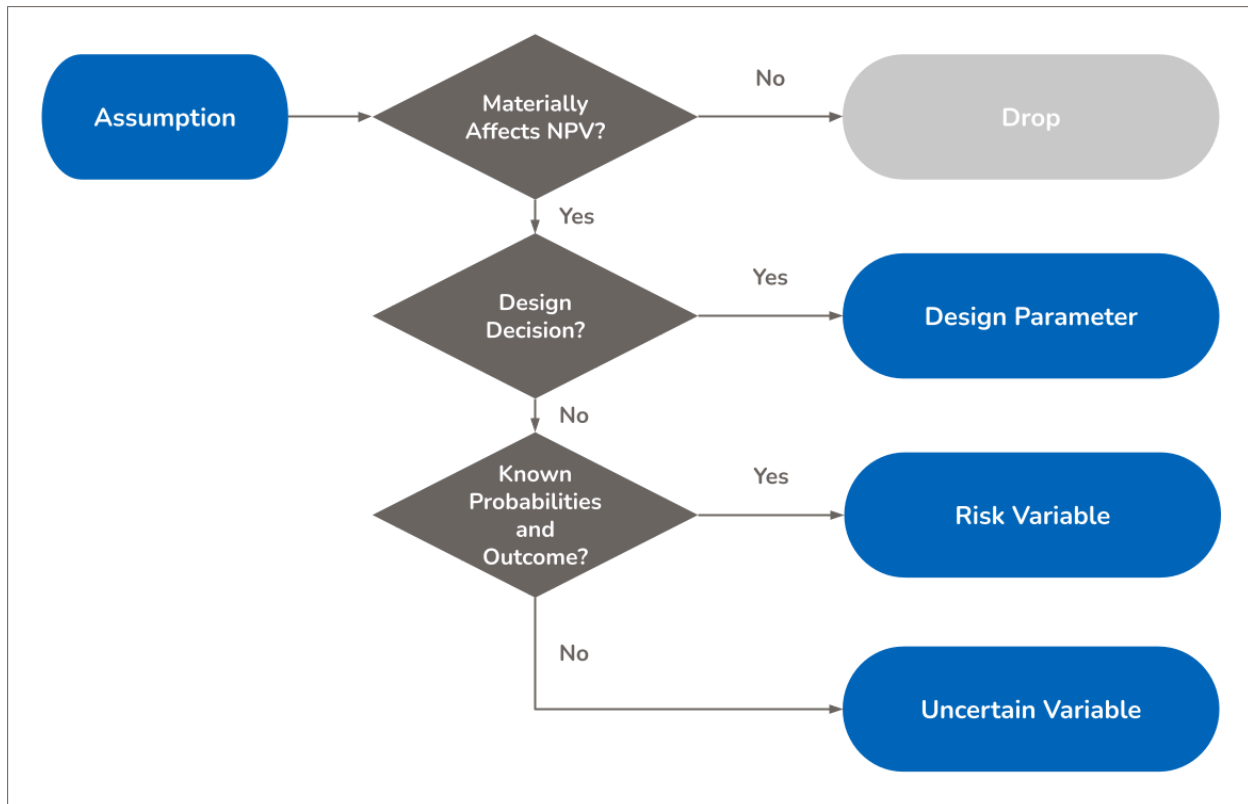 Assumption
Materially
Affects NPV?
No
Drop
Yes
Design
Decision?
Yes
Design Parameter
No
Known
Probabilities
and
Outcome?
Yes
Risk Variable
No
Uncertain Variable